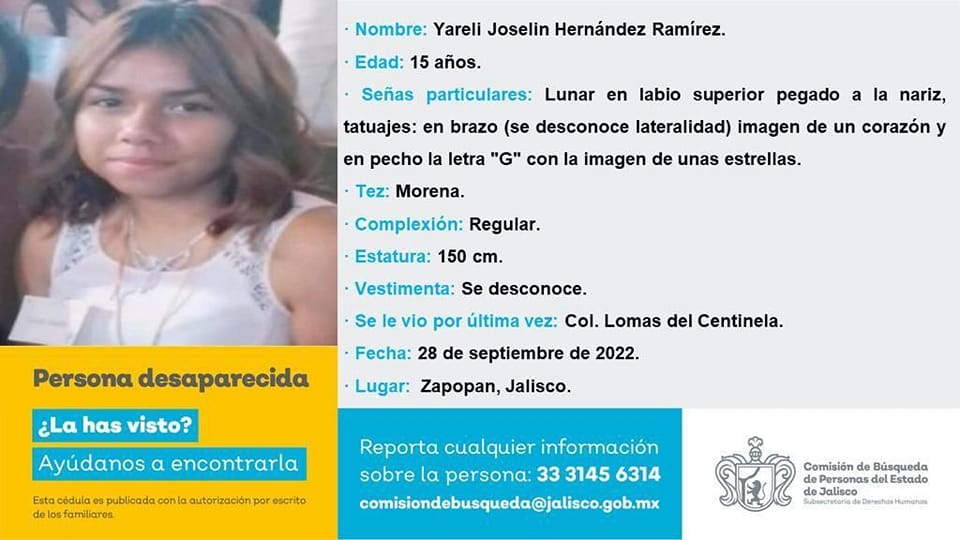 · Nombre: Yareli Joselin Hernández Ramírez.
· Edad: 15 años.
· Señas particulares: Lunar en labio superior pegado a la nariz,
tatuajes: en brazo (se desconoce lateralidad) imagen de un corazón y
en pecho la letra "G" con la imagen de unas estrellas.
· Tez: Morena.
· Complexión: Regular.
· Estatura: 150 cm.
· Vestimenta: Se desconoce.
· Se le vio por última vez: Col. Lomas del Centinela.
· Fecha: 28 de septiembre de 2022.
· Lugar: Zapopan, Jalisco.
Persona desaparecida
¿La has visto?
Ayúdanos a encontrarla
Esta cédula es publicada con la autorización por escrito
de los familiares.
Reporta cualquier información
sobre la persona: 33 3145 6314
comisiondebusqueda@jalisco.gob.mx
Comisión de Búsqueda
de Personas del Estado
de Jalisco
Subsecretaría de Derechos Humanos